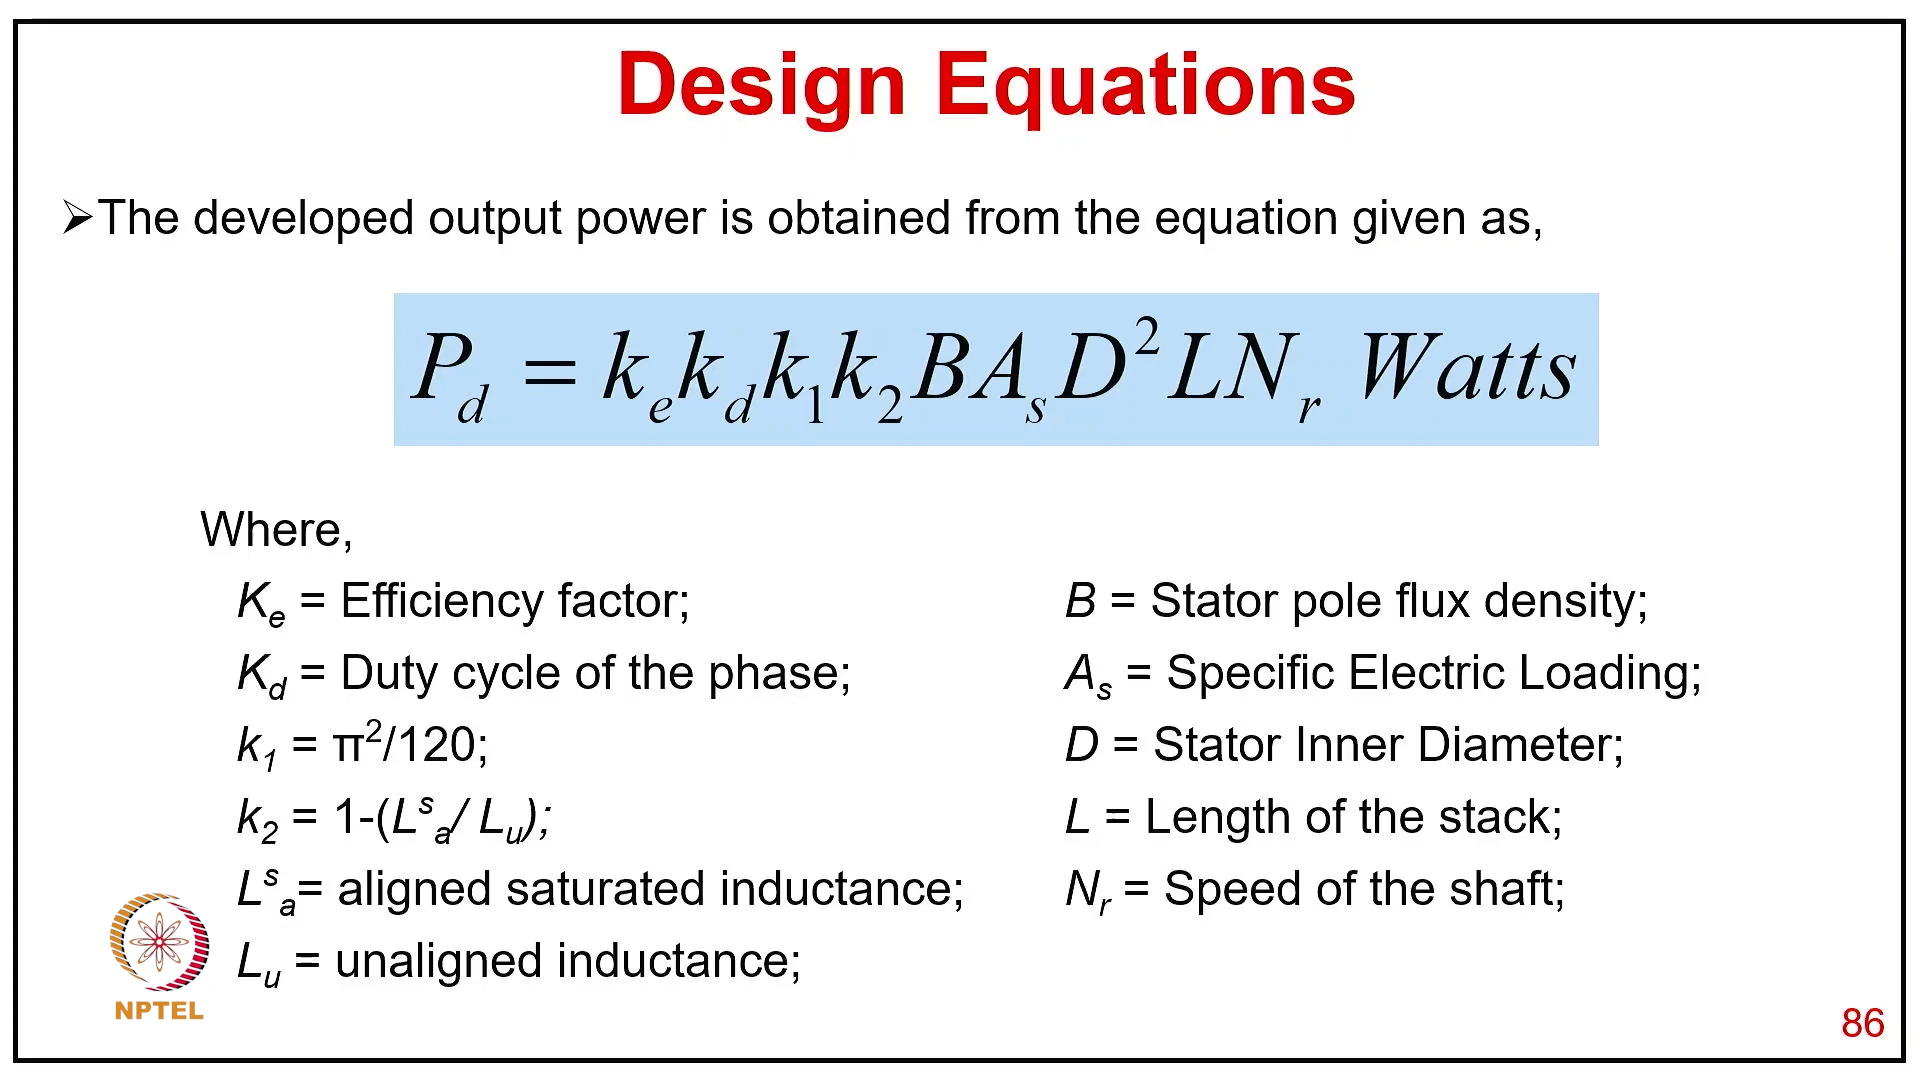 Design Equations
➢The developed output power is obtained from the equation given as,
P_d = k_e k_d k_1 k_2 B A_s D^2 L N_r Watts
Where,
K_e = Efficiency factor;
K_d = Duty cycle of the phase;
k_1 = π^2/120;
k_2 = 1-(L^s_a/ L_u);
L^s_a= aligned saturated inductance;
L_u = unaligned inductance;
B = Stator pole flux density;
A_s = Specific Electric Loading;
D = Stator Inner Diameter;
L = Length of the stack;
N_r = Speed of the shaft;
NPTEL
86